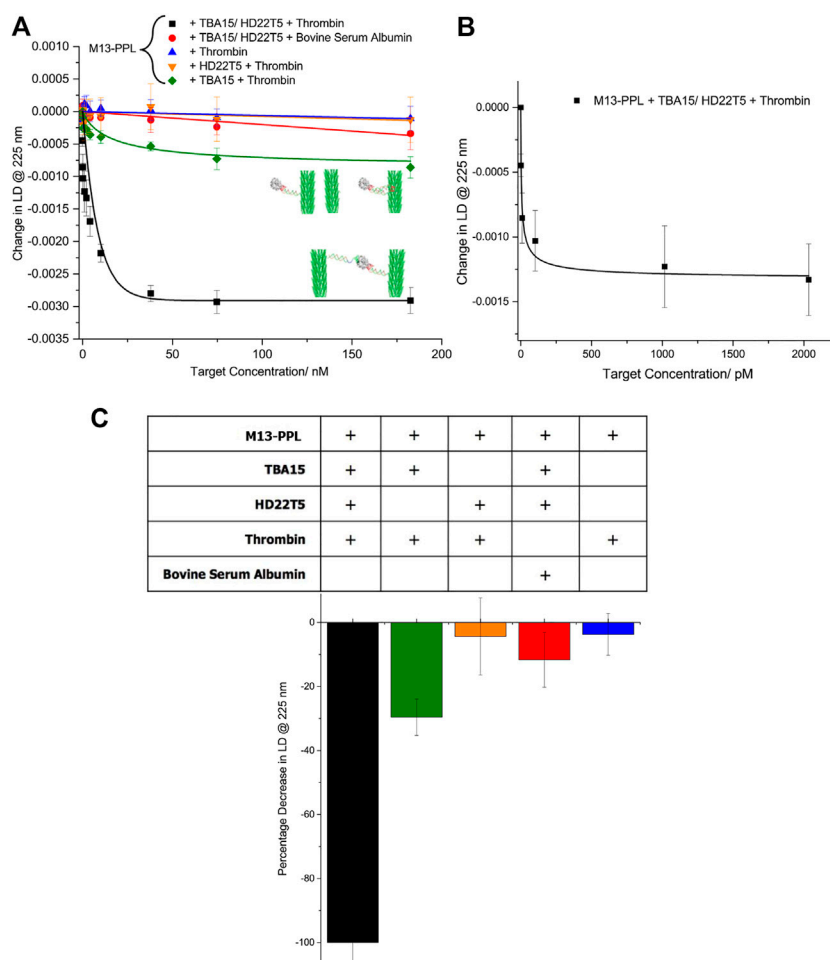 A
M13-PPL
+ TBA15/ HD22T5 + Thrombin
+ TBA15/ HD22T5 + Bovine Serum Albumin
+ Thrombin
+ HD22T5 + Thrombin
+ TBA15 + Thrombin
0.0010
0.0005
0.0000
-0.0005
-0.0010
-0.0015
-0.0020
-0.0025
-0.0030
-0.0035
Change in LD @ 225 nm
0 50 100 150 200
Target Concentration/ nM
B
M13-PPL + TBA15/ HD22T5 + Thrombin
0.0000
-0.0005
-0.0010
-0.0015
Change in LD @ 225 nm
0 500 1000 1500 2000
Target Concentration/ pM
C
M13-PPL + + + + +
TBA15 + + +
HD22T5 + + +
Thrombin + + + +
Bovine Serum Albumin +
0
-20
-40
-60
-80
-100
Percentage Decrease in LD @ 225 nm